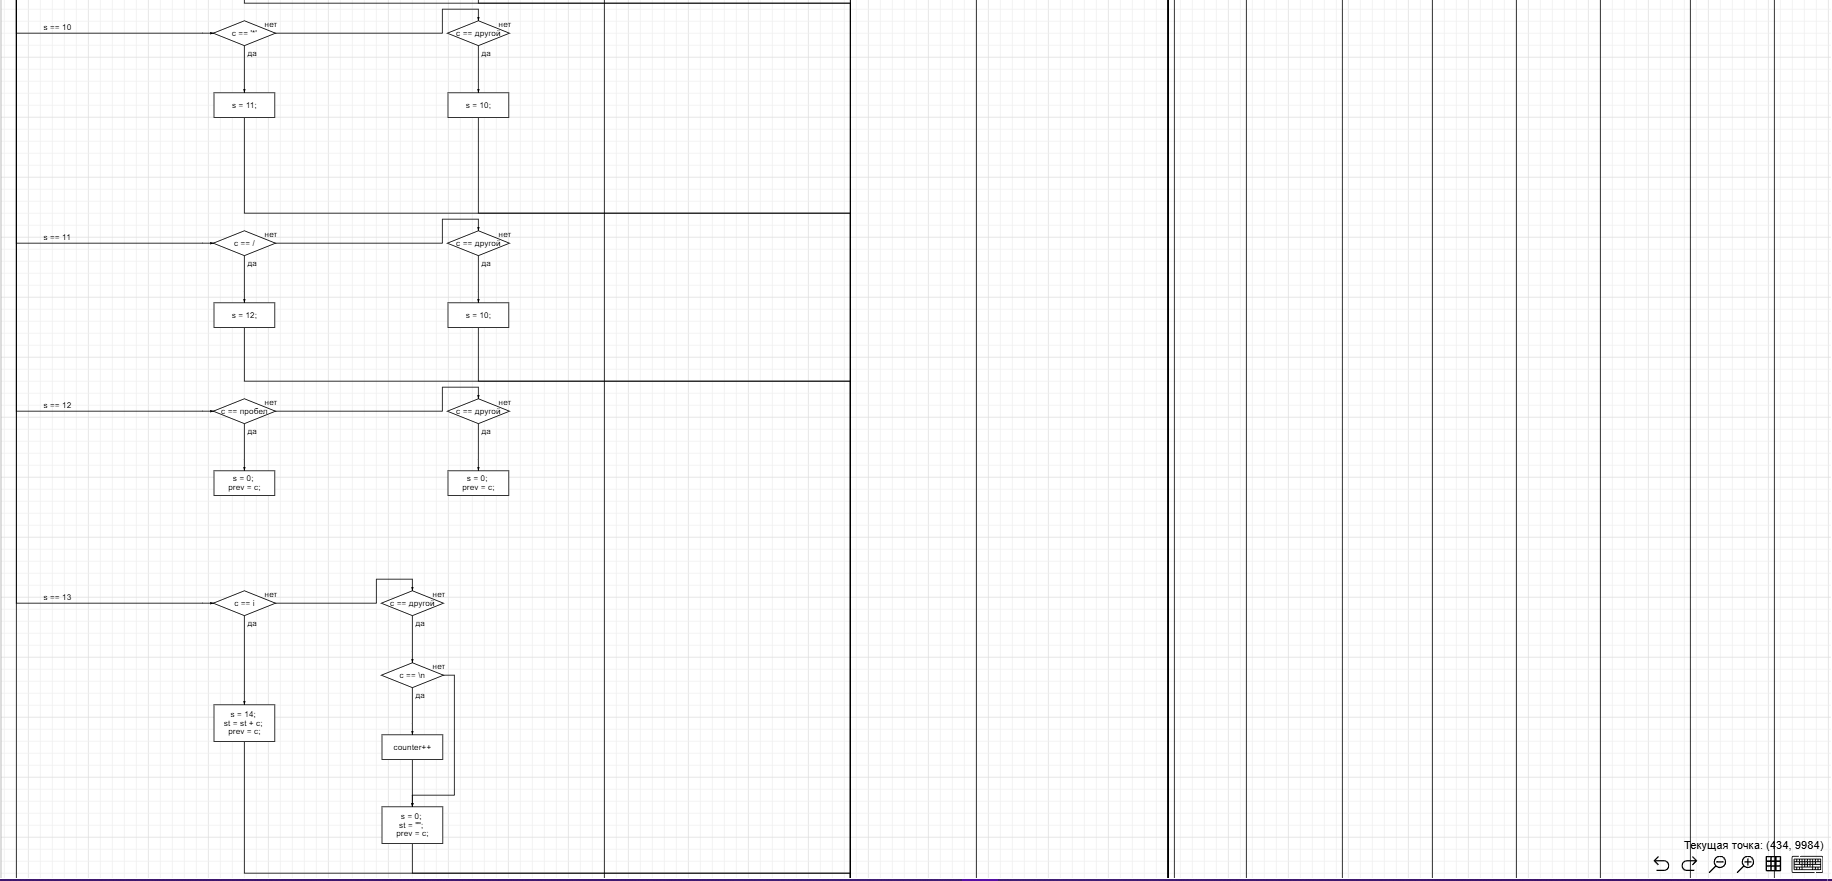 s == 10
c == '*'
нет
да
c == другой
нет
да
s = 11;
s = 10;
s == 11
c == /
нет
да
c == другой
нет
да
s = 12;
s = 10;
s == 12
c == пробел
нет
да
c == другой
нет
да
s = 0;
prev = c;
s = 0;
prev = c;
s == 13
c == i
нет
да
c == другой
нет
да
c == \n
нет
да
s = 14;
st = st + c;
prev = c;
counter++
s = 0;
st = "";
prev = c;
Текущая точка: (434, 9984)